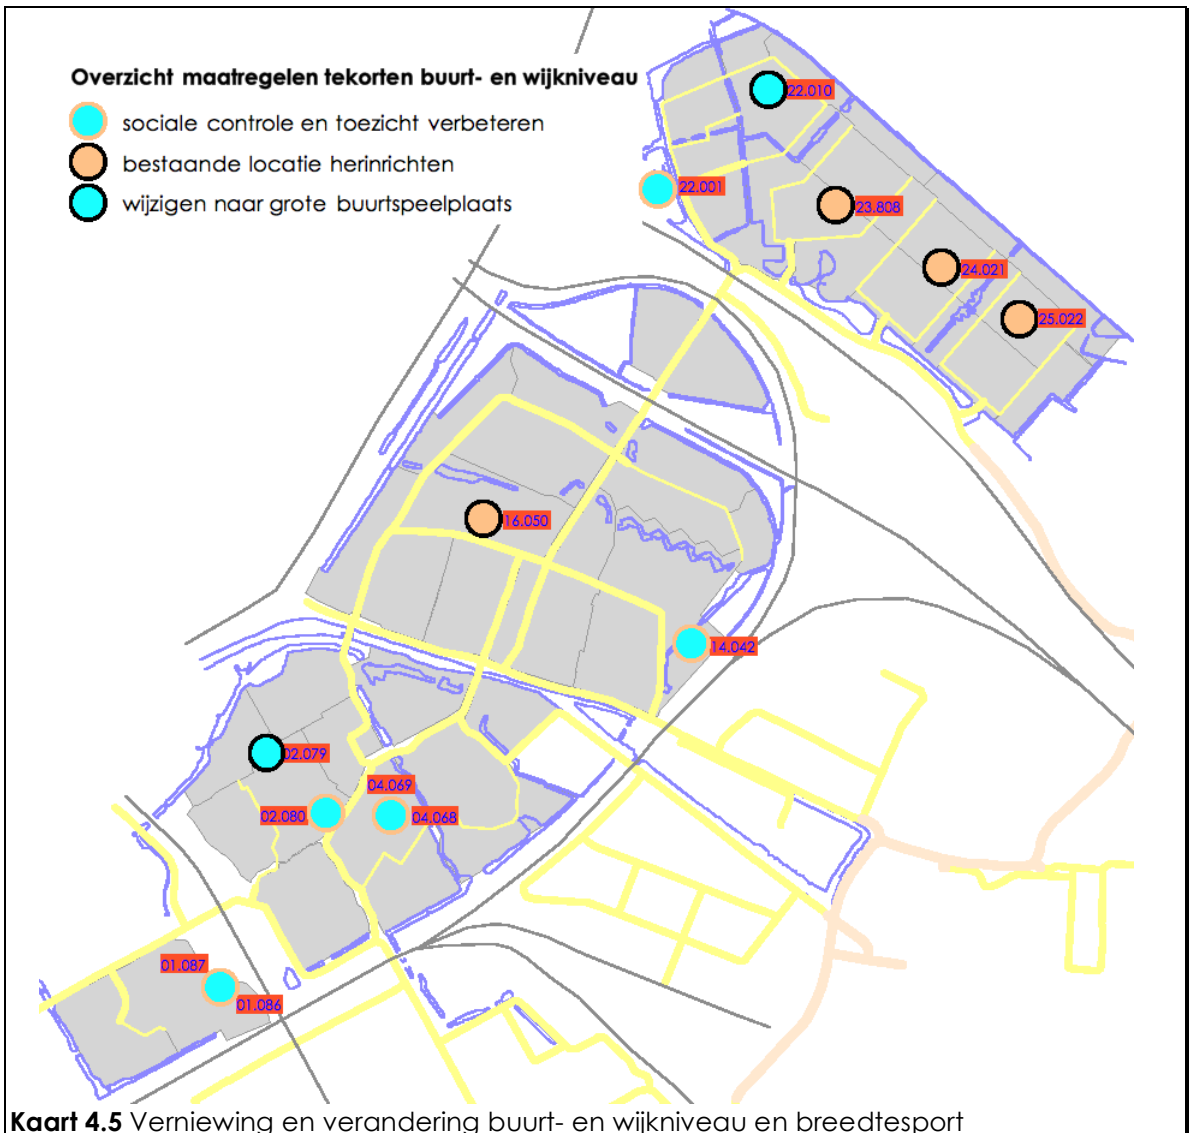 Overzicht maatregelen tekorten buurt- en wijkniveau
sociale controle en toezicht verbeteren
bestaande locatie herinrichten
wijzigen naar grote buurtspeelplaats
22.010
22.001
23.808
24.021
25.022
16.050
14.042
02.079
04.069
02.080
04.068
01.087
01.086
Kaart 4.5 Verniewing en verandering buurt- en wijkniveau en breedtesport